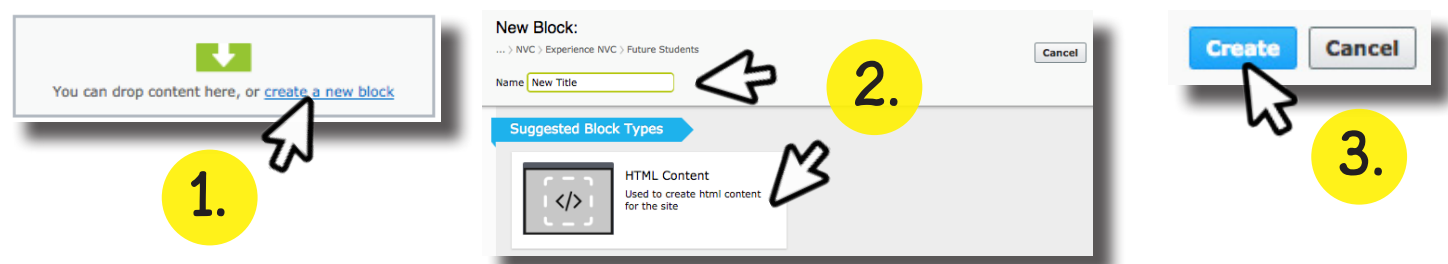 You can drop content here, or create a new block
1.
New Block:
... > NVC > Experience NVC > Future Students
Cancel
Name New Title
2.
Suggested Block Types
</>
HTML Content
Used to create html content
for the site
Create Cancel
3.